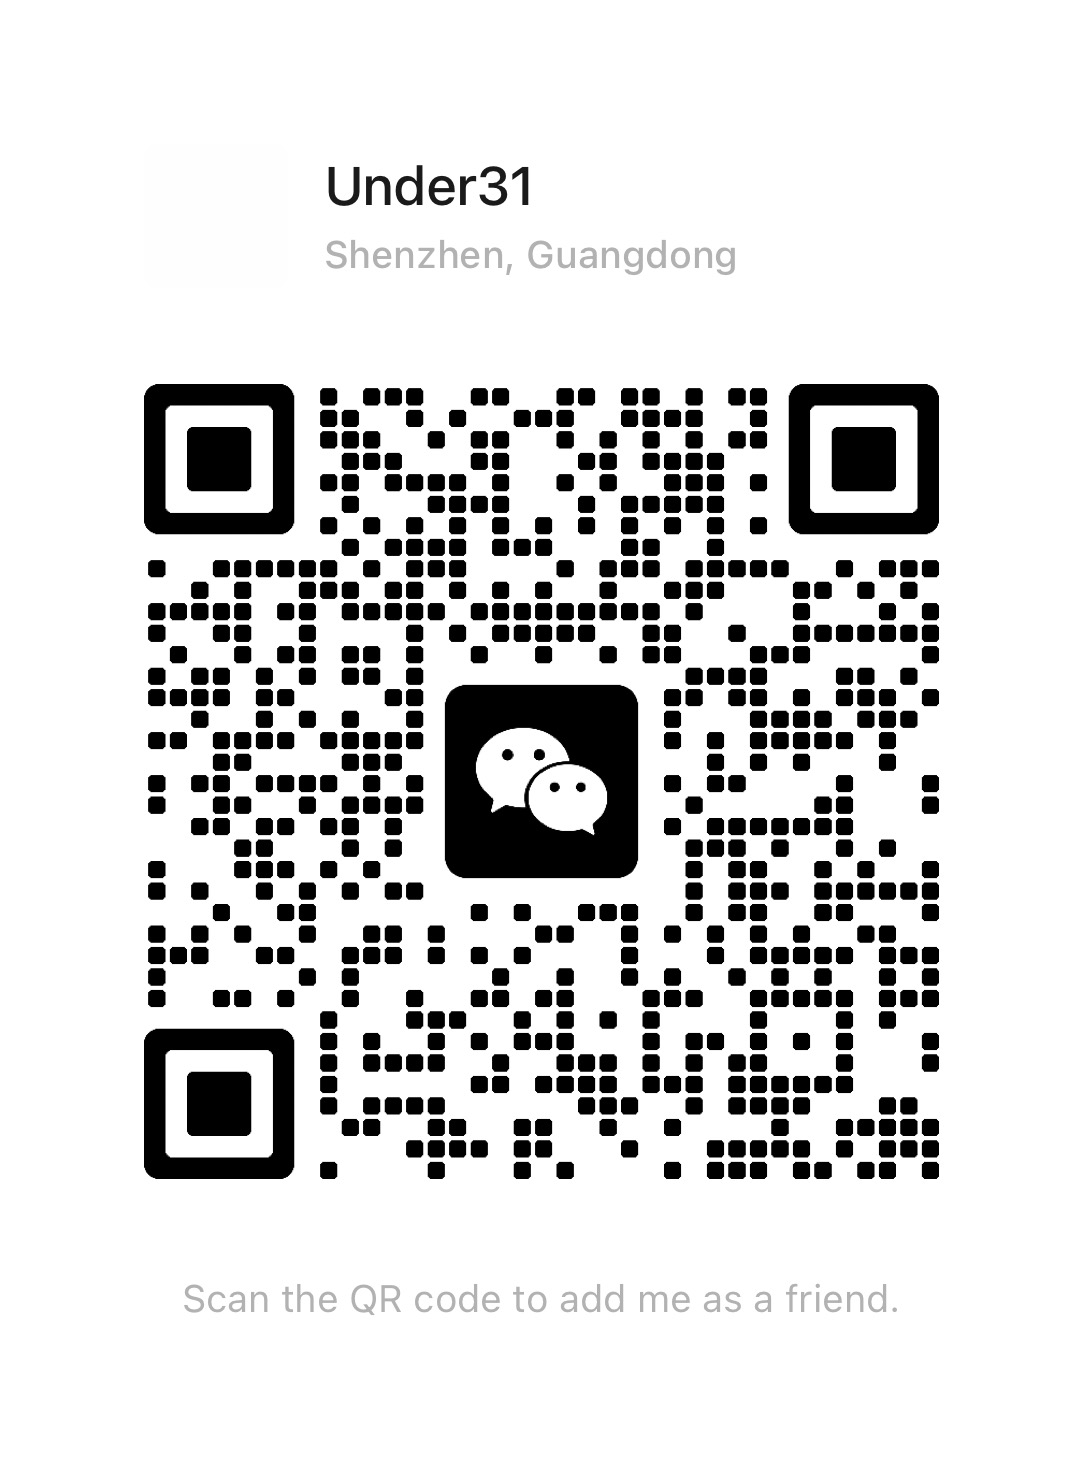 Under31
Shenzhen, Guangdong
Scan the QR code to add me as a friend.